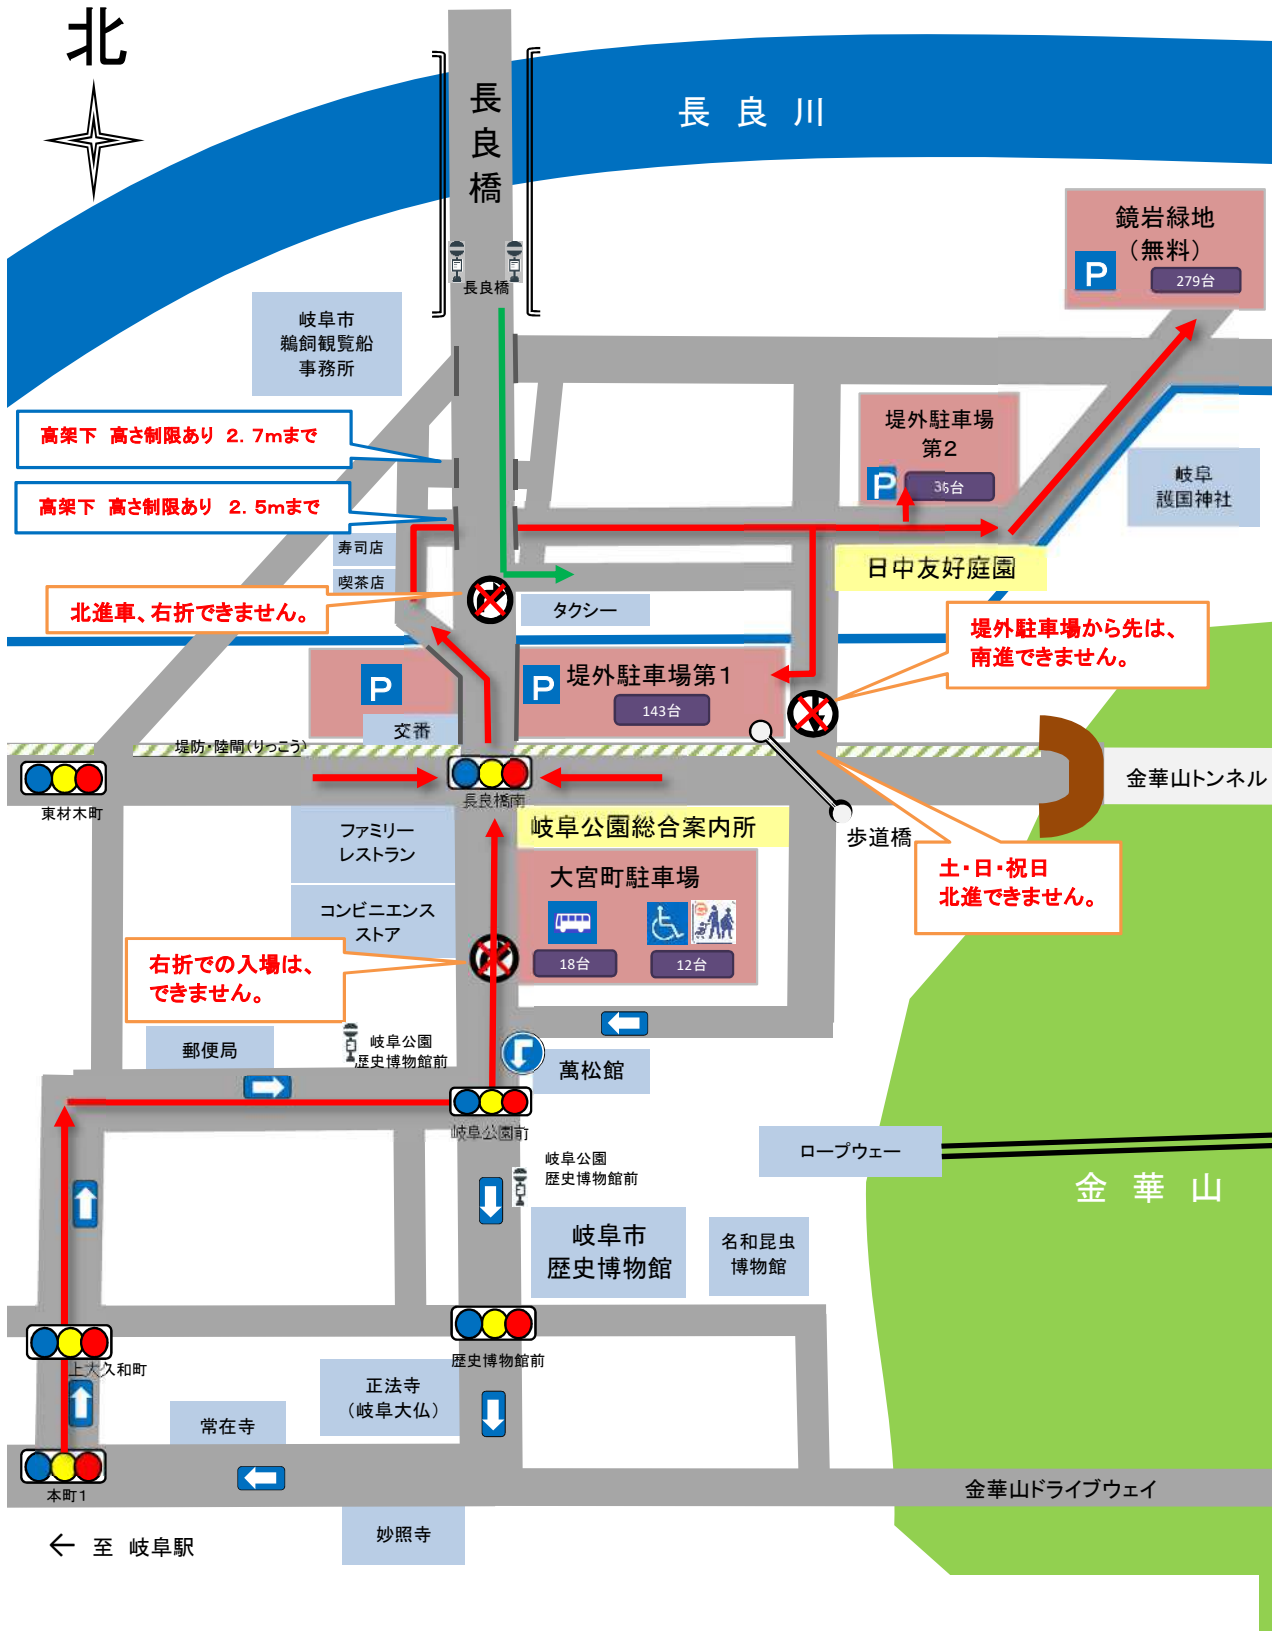 北
長良橋
長良川
鏡岩緑地
（無料）
P
279台
長良橋
岐阜市
鵜飼観覧船
事務所
高架下 高さ制限あり 2.7mまで
堤外駐車場
第2
P
36台
岐阜
護国神社
高架下 高さ制限あり 2.5mまで
寿司店
喫茶店
日中友好庭園
北進車、右折できません。
タクシー
堤外駐車場から先は、
南進できません。
P
P
堤外駐車場第1
143台
交番
堤防・陸閘(りっこう)
金華山トンネル
東材木町
長良橋南
ファミリー
レストラン
岐阜公園総合案内所
歩道橋
大宮町駐車場
土・日・祝日
北進できません。
コンビニエンス
ストア
18台
12台
右折での入場は、
できません。
郵便局
岐阜公園
歴史博物館前
萬松館
岐阜公園前
ロープウェー
岐阜公園
歴史博物館前
金華山
岐阜市
歴史博物館
名和昆虫
博物館
上大久和町
歴史博物館前
正法寺
（岐阜大仏）
常在寺
本町1
金華山ドライブウェイ
妙照寺
← 至 岐阜駅